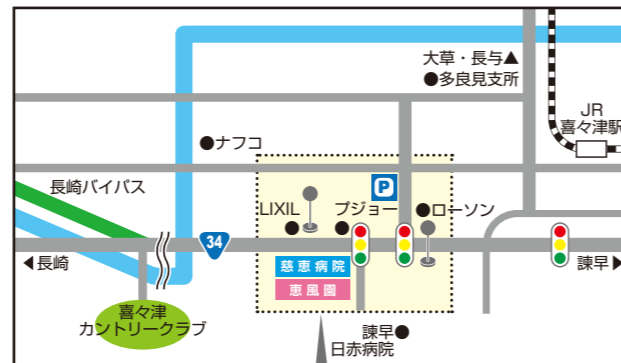 大草・長与▲
●多良見支所
JR
喜々津駅
●ナフコ
長崎バイパス
P
LIXIL
プジョー
●ローソン
34
◀長崎
諫早▶
慈恵病院
恵風園
喜々津
カントリークラブ
諫早●
日赤病院